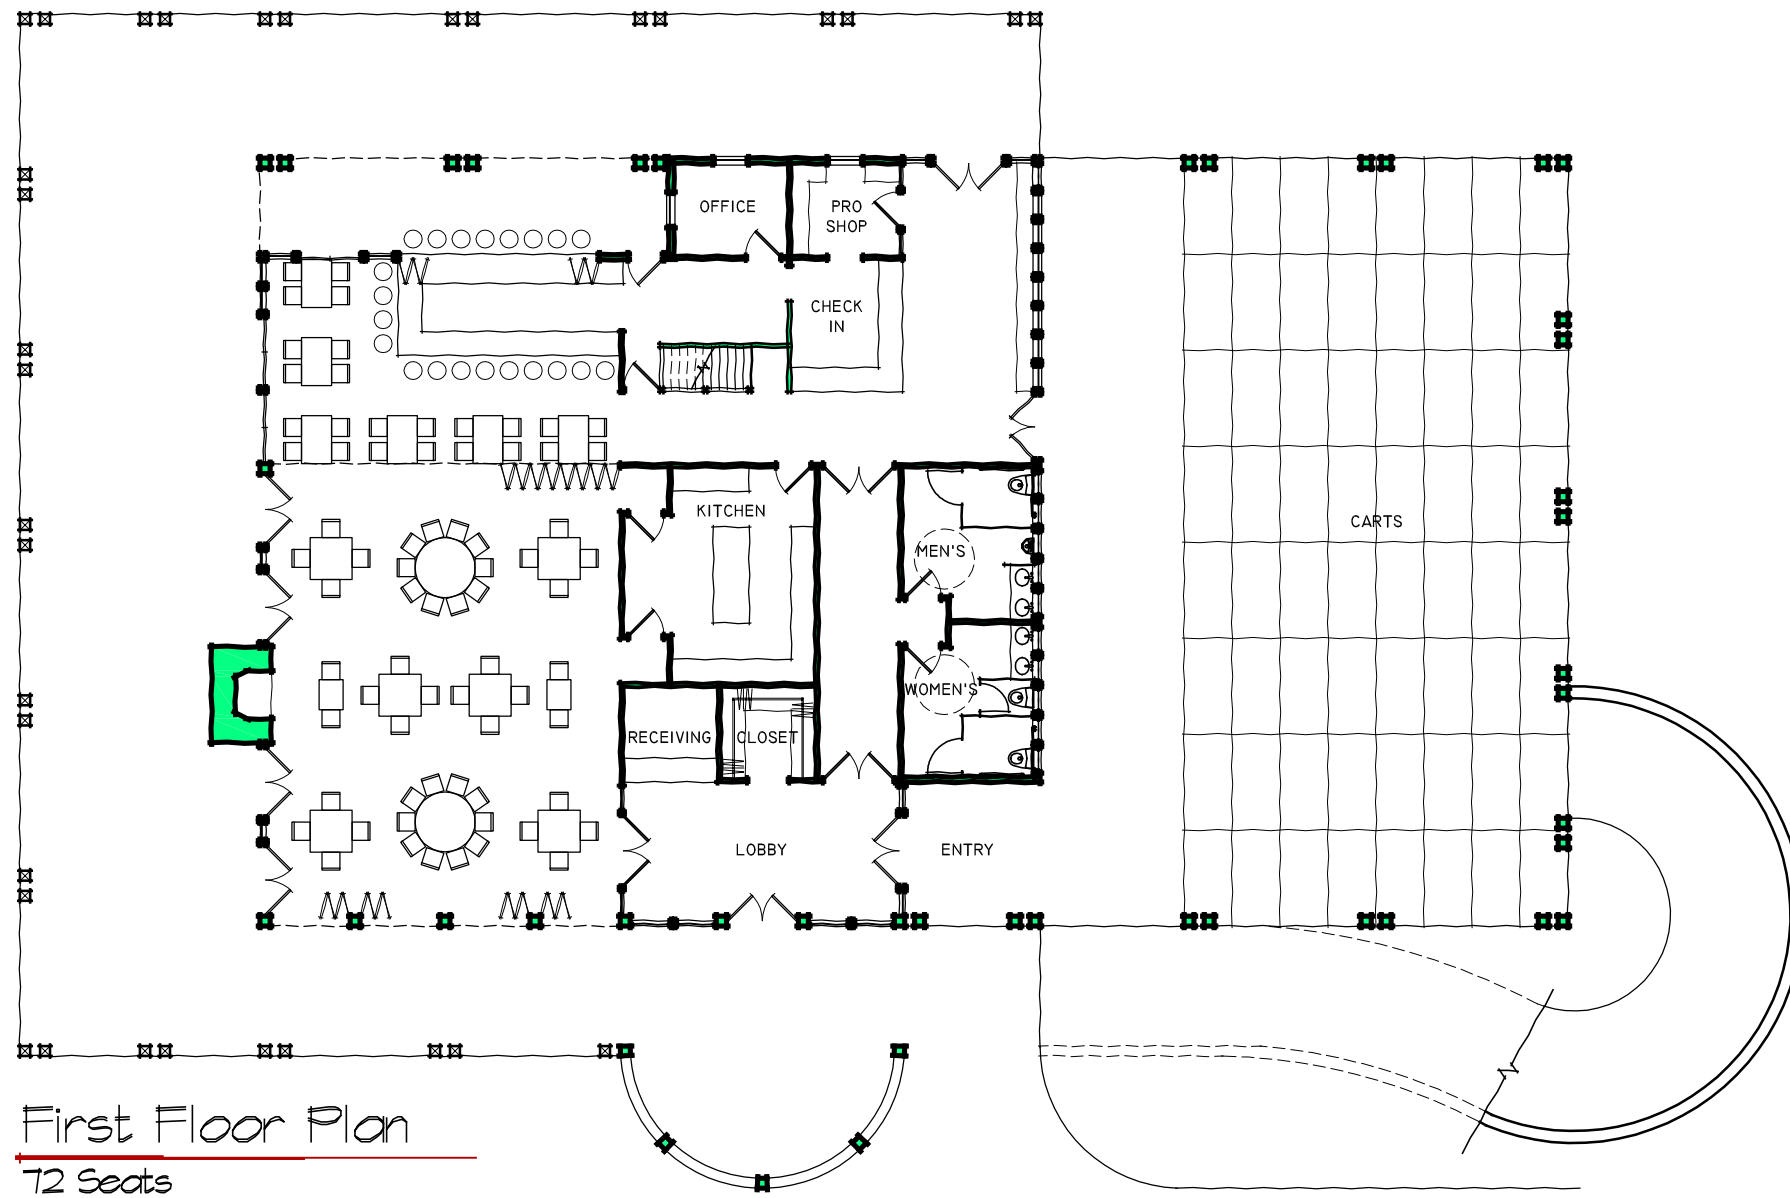 OFFICE
PRO
SHOP
CHECK
IN
KITCHEN
CARTS
MEN'S
WOMEN'S
RECEIVING
CLOSET
LOBBY
ENTRY
First Floor Plan
72 Seats